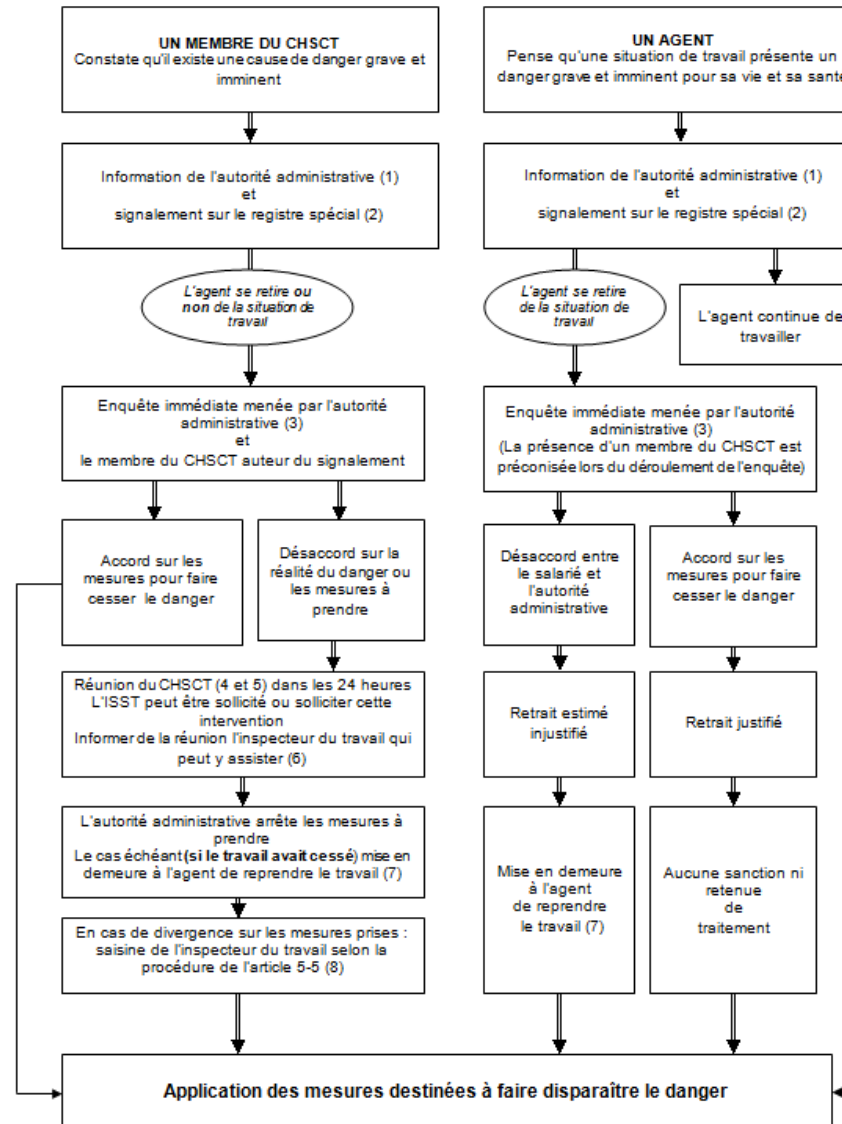 UN MEMBRE DU CHSCT
Constate qu'il existe une cause de danger grave et
imminent
UN AGENT
Pense qu'une situation de travail présente un
danger grave et imminent pour sa vie et sa santé
Information de l'autorité administrative (1)
et
signalement sur le registre spécial (2)
Information de l'autorité administrative (1)
et
signalement sur le registre spécial (2)
L'agent se retire ou
non de la situation de
travail
L'agent se retire
de la situation de
travail
L'agent continue de
travailler
Enquête immédiate menée par l'autorité
administrative (3)
et
le membre du CHSCT auteur du signalement
Enquête immédiate menée par l'autorité
administrative (3)
(La présence d'un membre du CHSCT est
préconisée lors du déroulement de l'enquête)
Accord sur les
mesures pour faire
cesser le danger
Désaccord sur la
réalité du danger ou
les mesures à
prendre
Désaccord entre
le salarié et
l'autorité
administrative
Accord sur les
mesures pour faire
cesser le danger
Réunion du CHSCT (4 et 5) dans les 24 heures
L'ISST peut être sollicité ou solliciter cette
intervention
Informer de la réunion l'inspecteur du travail qui
peut y assister (6)
Retrait estimé
injustifié
Retrait justifié
L'autorité administrative arrête les mesures à
prendre
Le cas échéant (si le travail avait cessé) mise en
demeure à l'agent de reprendre le travail (7)
Mise en demeure
à l'agent
de reprendre
le travail (7)
Aucune sanction ni
retenue
de
traitement
En cas de divergence sur les mesures prises :
saisine de l'inspecteur du travail selon la
procédure de l'article 5-5 (8)
Application des mesures destinées à faire disparaître le danger